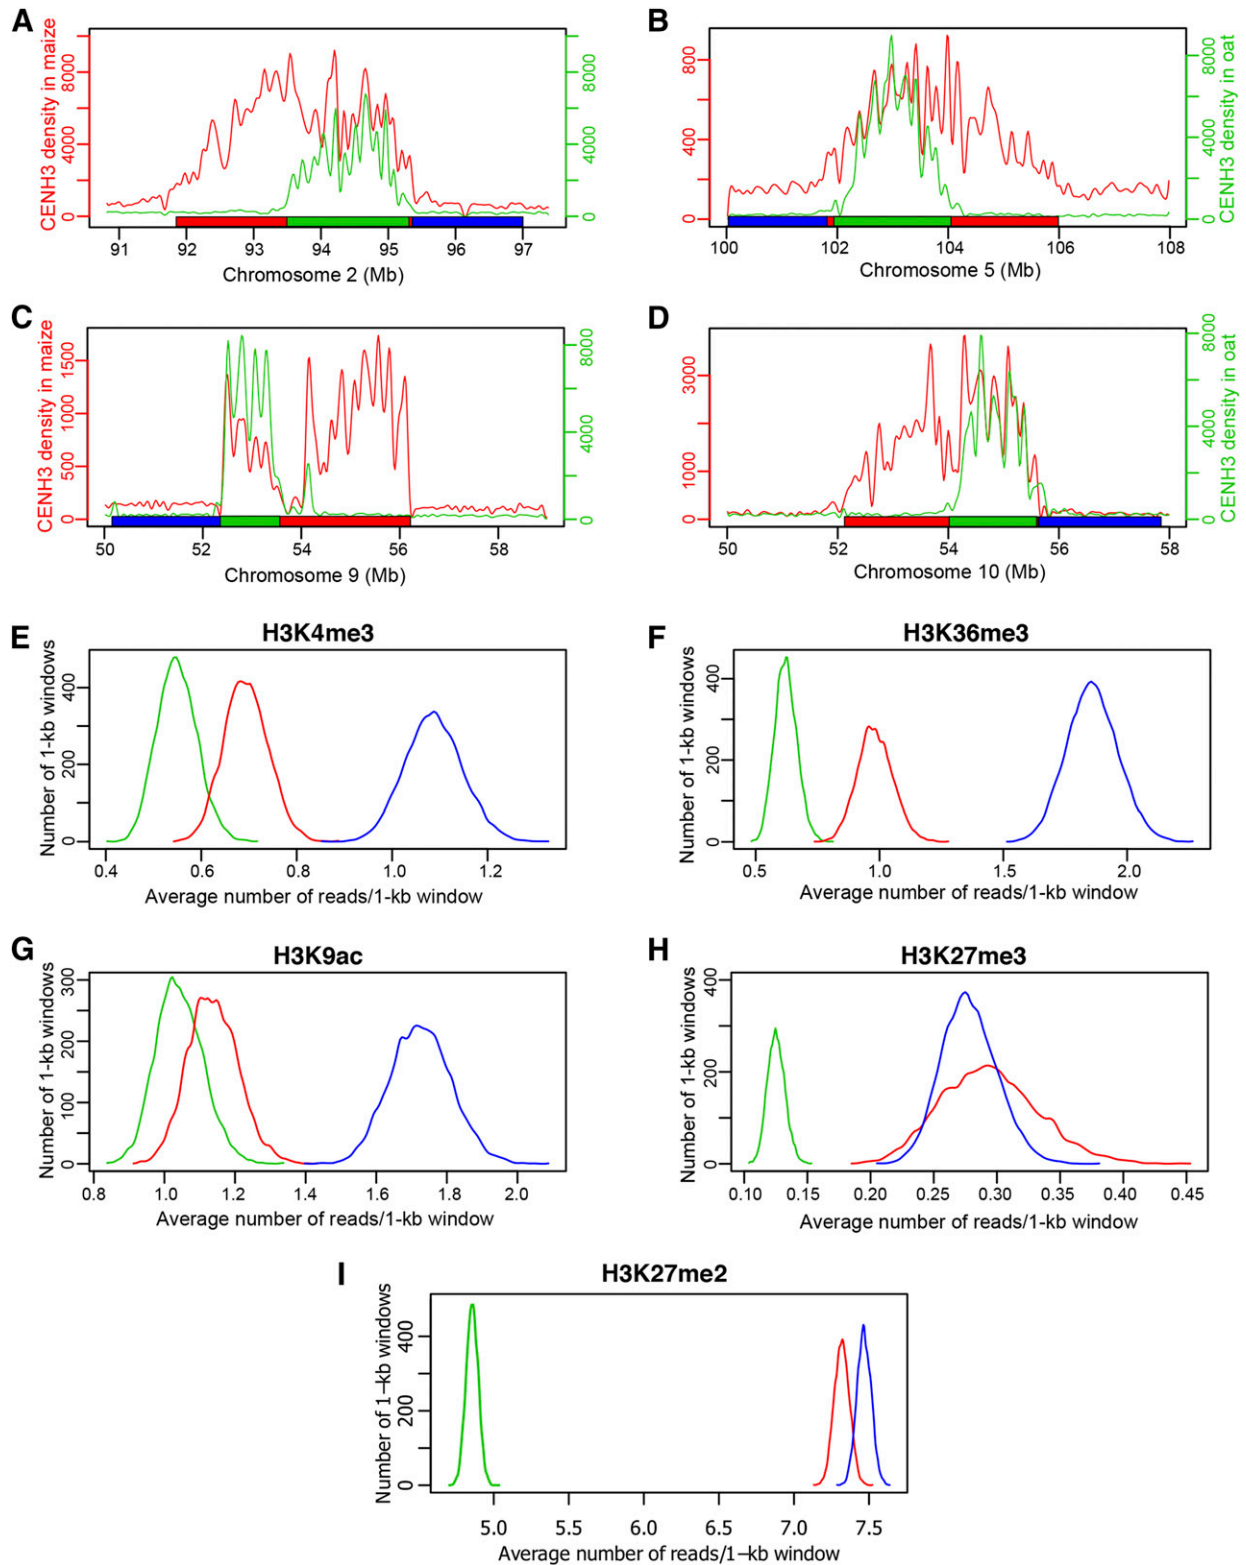 A
CENH3 density in maize
0 4000 8000
0 4000 8000
91 92 93 94 95 96 97
Chromosome 2 (Mb)
B
0 400 800
0 4000 8000
CENH3 density in oat
100 102 104 106 108
Chromosome 5 (Mb)
C
CENH3 density in maize
0 500 1000 1500
0 4000 8000
50 52 54 56 58
Chromosome 9 (Mb)
D
0 1000 3000
0 4000 8000
CENH3 density in oat
50 52 54 56 58
Chromosome 10 (Mb)
E
H3K4me3
Number of 1-kb windows
0 200 400
0.4 0.6 0.8 1.0 1.2
Average number of reads/1-kb window
F
H3K36me3
Number of 1-kb windows
0 200 400
0.5 1.0 1.5 2.0
Average number of reads/1-kb window
G
H3K9ac
Number of 1-kb windows
0 100 200 300
0.8 1.0 1.2 1.4 1.6 1.8 2.0
Average number of reads/1-kb window
H
H3K27me3
Number of 1-kb windows
0 200 400
0.10 0.15 0.20 0.25 0.30 0.35 0.40 0.45
Average number of reads/1-kb window
I
H3K27me2
Number of 1−kb windows
0 200 400
5.0 5.5 6.0 6.5 7.0 7.5
Average number of reads/1−kb window